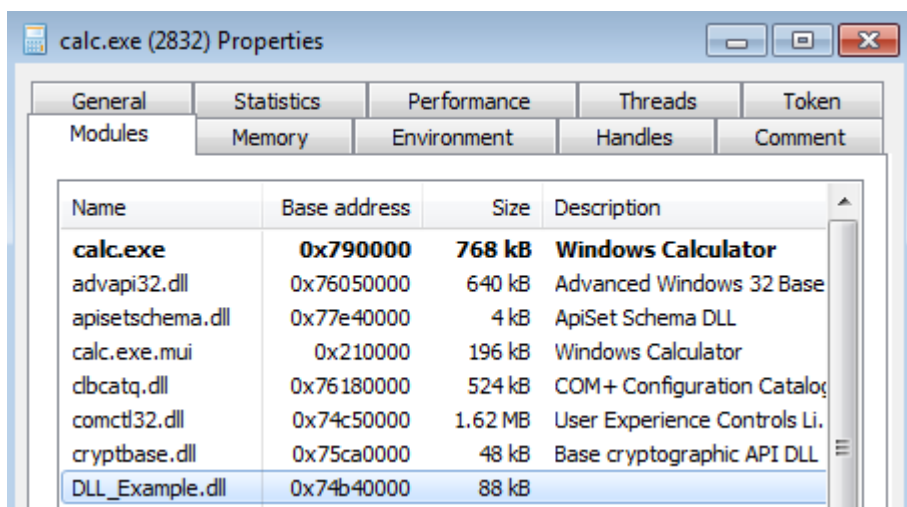 calc.exe (2832) Properties
General Statistics Performance Threads Token
Modules Memory Environment Handles Comment
Name Base address Size Description
calc.exe 0x790000 768 kB Windows Calculator
advapi32.dll 0x76050000 640 kB Advanced Windows 32 Base
apisetschema.dll 0x77e40000 4 kB ApiSet Schema DLL
calc.exe.mui 0x210000 196 kB Windows Calculator
clbcatq.dll 0x76180000 524 kB COM+ Configuration Catalog
comctl32.dll 0x74c50000 1.62 MB User Experience Controls Li.
cryptbase.dll 0x75ca0000 48 kB Base cryptographic API DLL
DLL_Example.dll 0x74b40000 88 kB